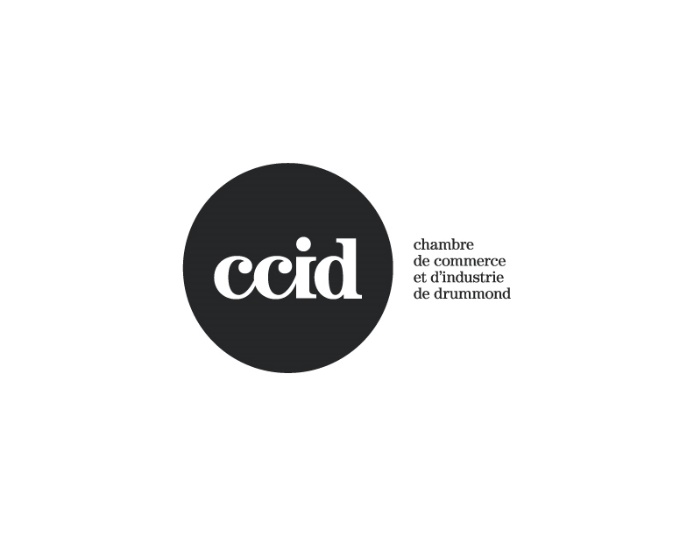 ccid
chambre
de commerce
et d'industrie
de drummond